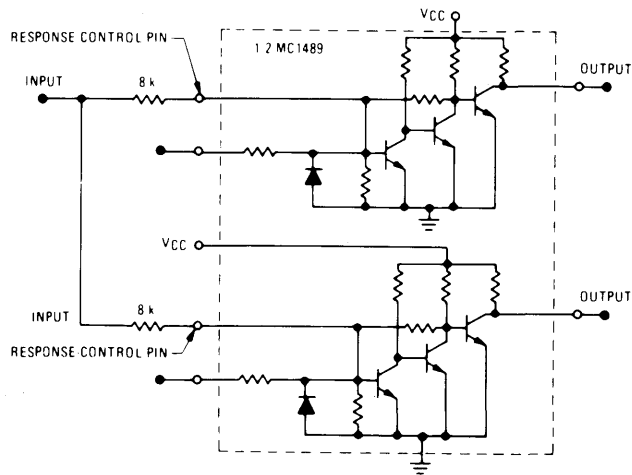 VCC
RESPONSE CONTROL PIN
1 2 MC1489
INPUT
8 k
OUTPUT
VCC
8 k
INPUT
OUTPUT
RESPONSE CONTROL PIN